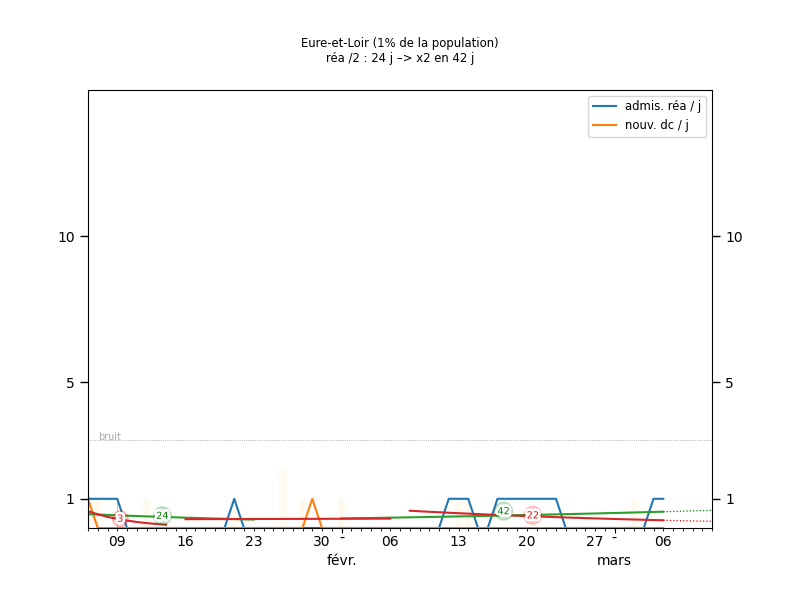 Eure-et-Loir (1% de la population)
réa /2 : 24 j –> x2 en 42 j
admis. réa / j
nouv. dc / j
10 10
5 5
bruit
1 1
3 24 42 22
09 16 23 30 - 06 13 20 27 - 06
févr. mars